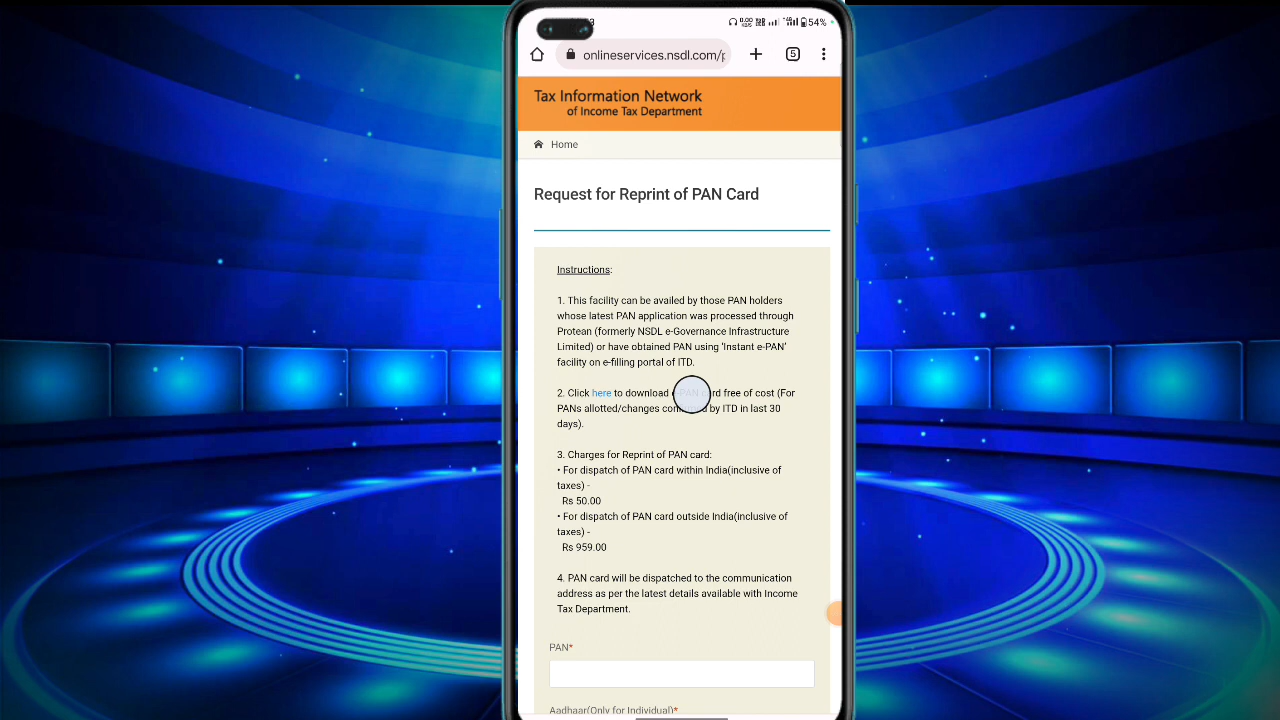 54%
onlineservices.nsdl.com/p
5
Tax Information Network
of Income Tax Department
Home
Request for Reprint of PAN Card
Instructions:
1. This facility can be availed by those PAN holders
whose latest PAN application was processed through
Protean (formerly NSDL e-Governance Infrastructure
Limited) or have obtained PAN using 'Instant e-PAN'
facility on e-filling portal of ITD.
2. Click here to download e-PAN card free of cost (For
PANs allotted/changes confirmed by ITD in last 30
days).
3. Charges for Reprint of PAN card:
• For dispatch of PAN card within India(inclusive of
taxes) -
Rs 50.00
• For dispatch of PAN card outside India(inclusive of
taxes) -
Rs 959.00
4. PAN card will be dispatched to the communication
address as per the latest details available with Income
Tax Department.
PAN*
Aadhaar(Only for Individual)*